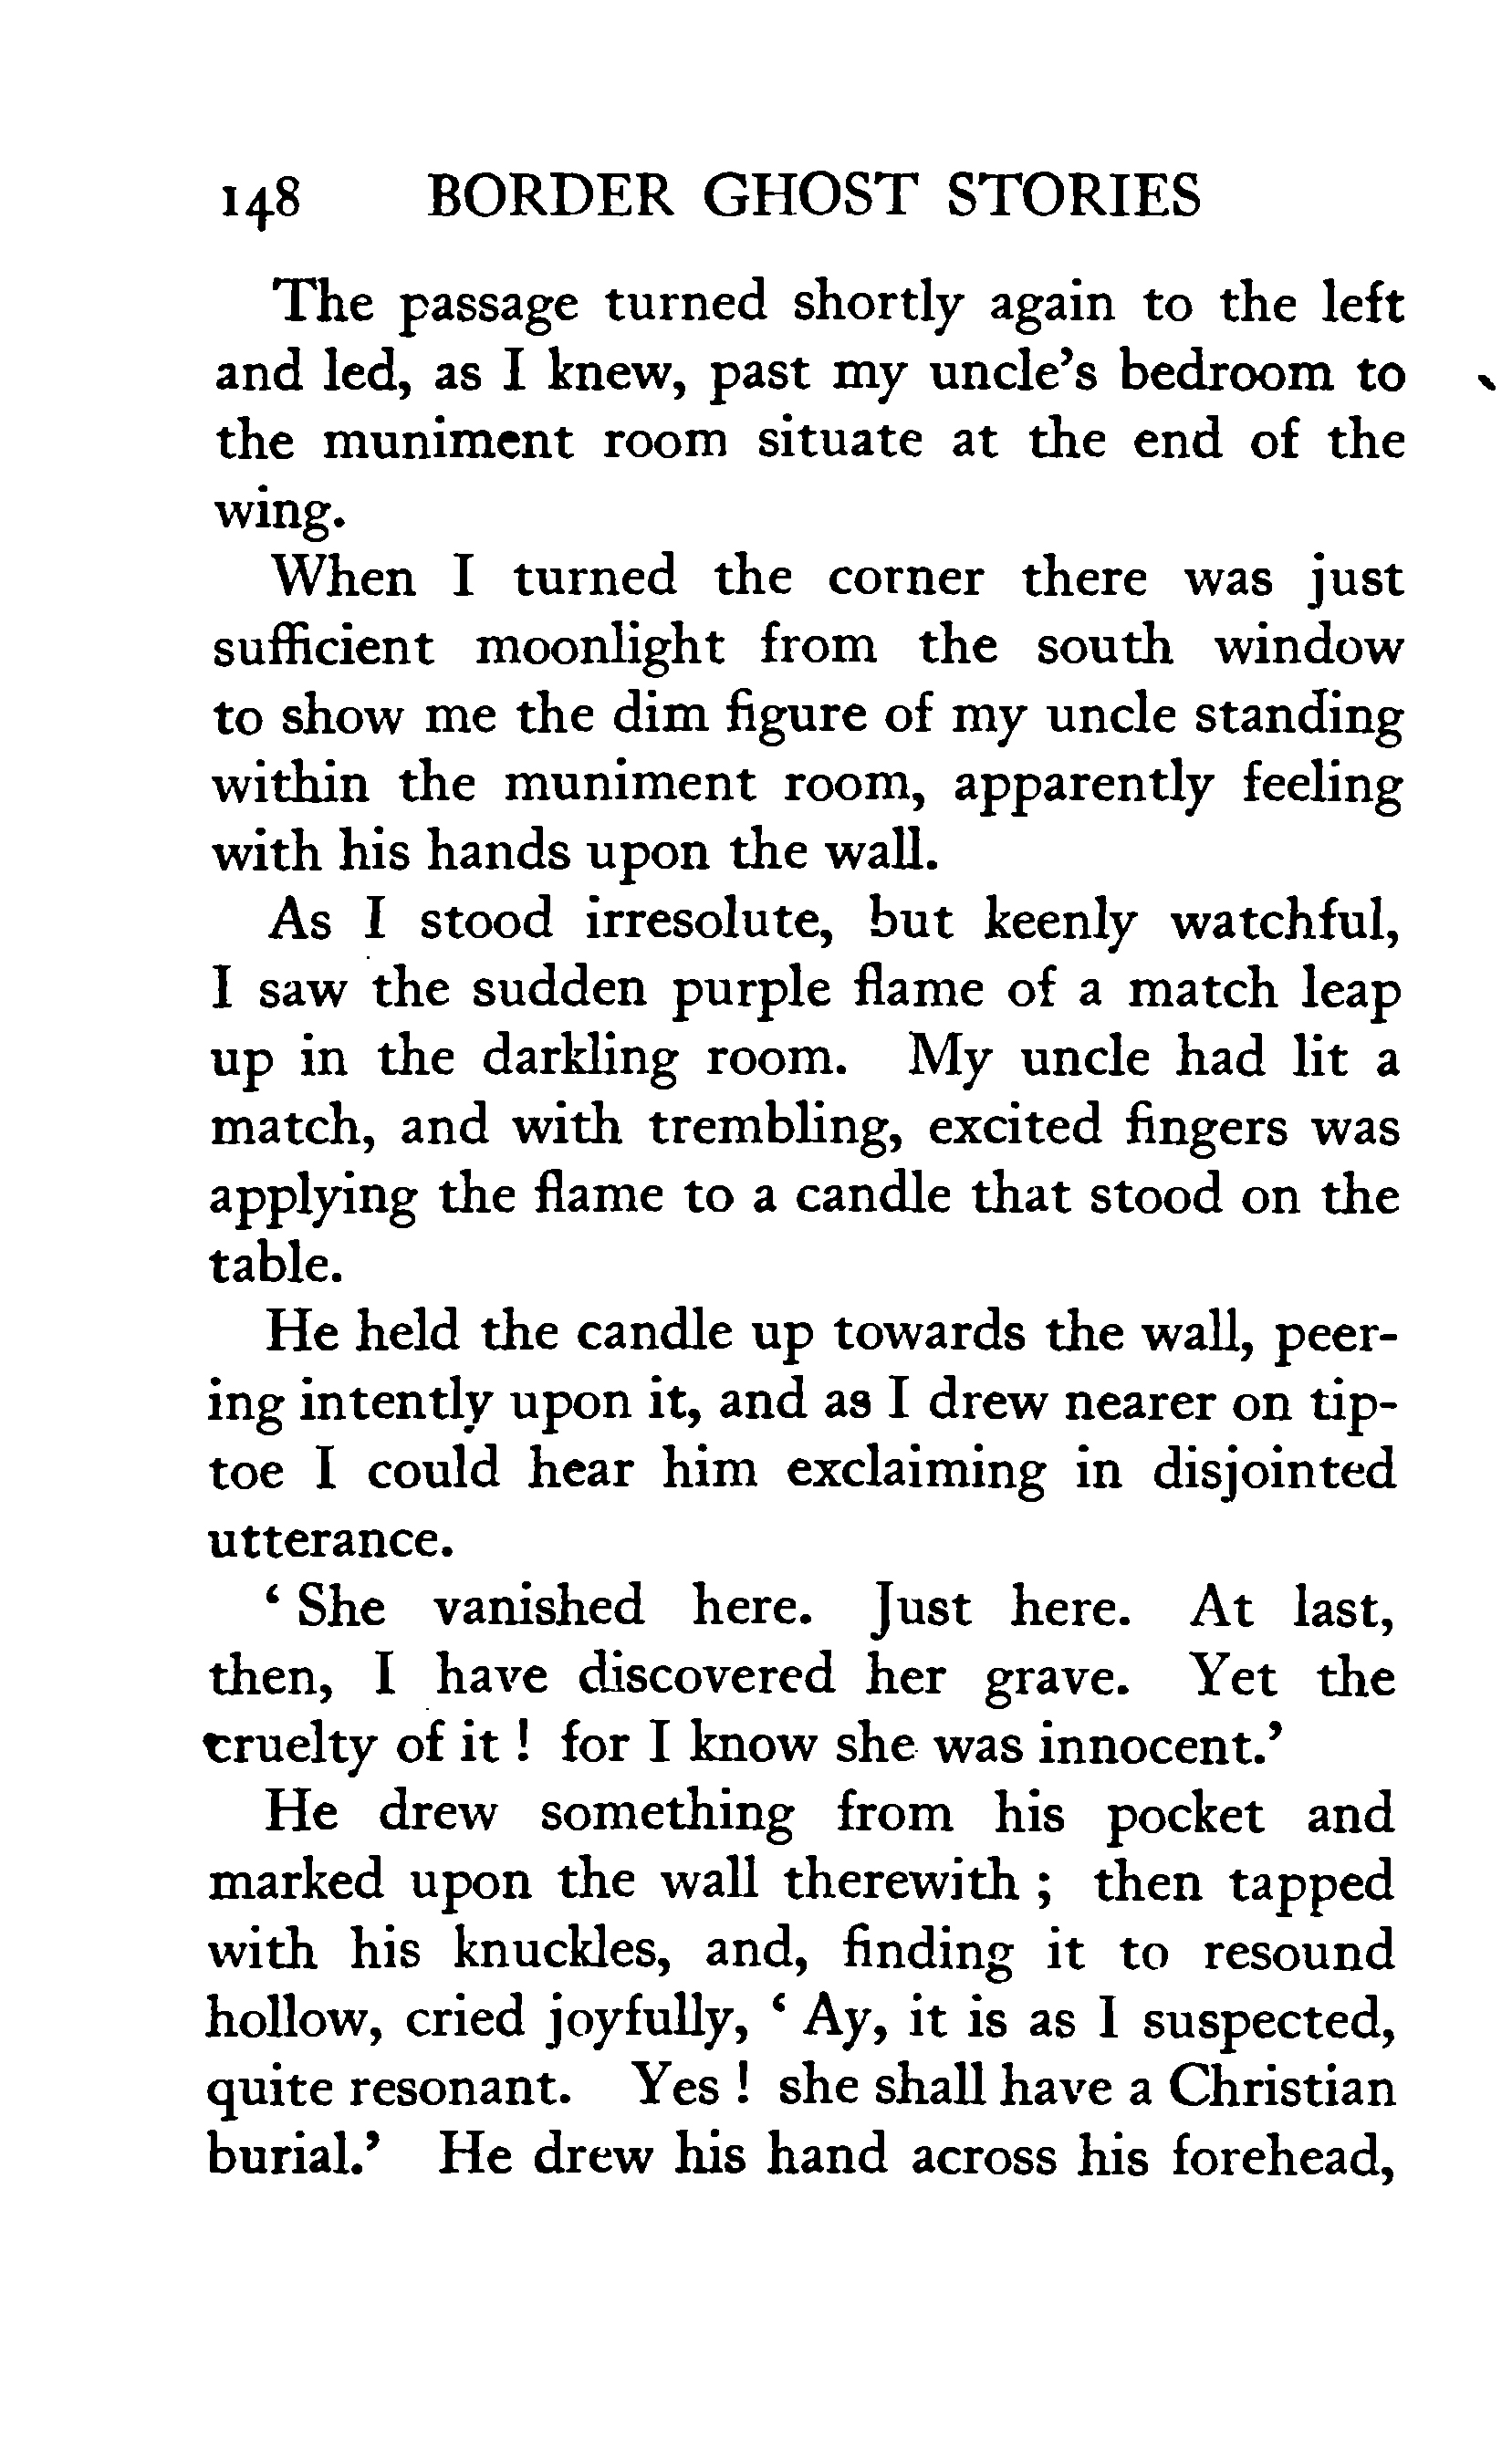 148 BORDER GHOST STORIES
The passage turned shortly again to the left
and led, as I knew, past my uncle's bedroom to
the muniment room situate at the end of the
wing.
When I turned the corner there was just
sufficient moonlight from the south window
to show me the dim figure of my uncle standing
within the muniment room, apparently feeling
with his hands upon the wall.
As I stood irresolute, but keenly watchful,
I saw the sudden purple flame of a match leap
up in the darkling room. My uncle had lit a
match, and with trembling, excited fingers was
applying the flame to a candle that stood on the
table.
He held the candle up towards the wall, peer-
ing intently upon it, and as I drew nearer on tip-
toe I could hear him exclaiming in disjointed
utterance.
‘ She vanished here. Just here. At last,
then, I have discovered her grave. Yet the
cruelty of it ! for I know she was innocent.’
He drew something from his pocket and
marked upon the wall therewith ; then tapped
with his knuckles, and, finding it to resound
hollow, cried joyfully, ‘ Ay, it is as I suspected,
quite resonant. Yes ! she shall have a Christian
burial.’ He drew his hand across his forehead,